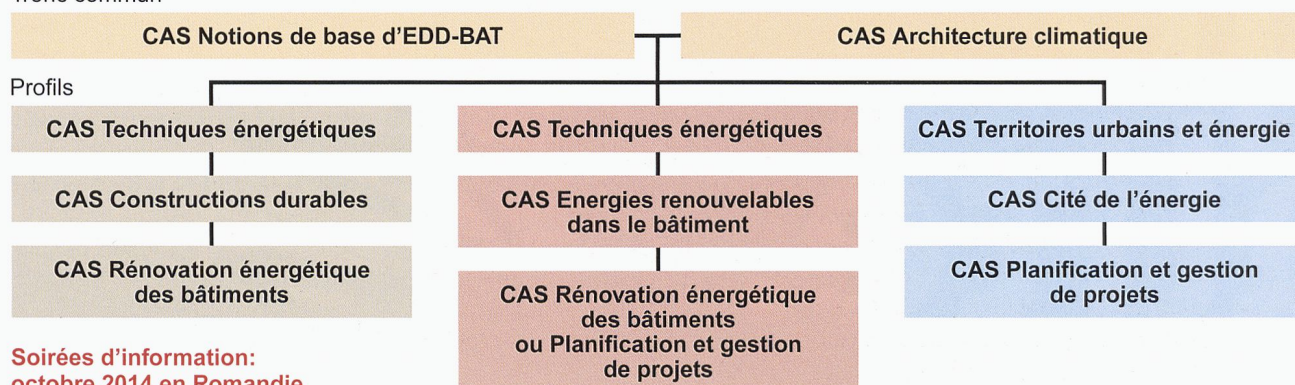 Tronc commun
CAS Notions de base d'EDD-BAT
CAS Architecture climatique
Profils
CAS Techniques énergétiques
CAS Constructions durables
CAS Rénovation énergétique
des bâtiments
CAS Techniques énergétiques
CAS Energies renouvelables
dans le bâtiment
CAS Rénovation énergétique
des bâtiments
ou Planification et gestion
de projets
CAS Territoires urbains et énergie
CAS Cité de l'énergie
CAS Planification et gestion
de projets
Soirées d'information:
octobre 2014 en Romandie